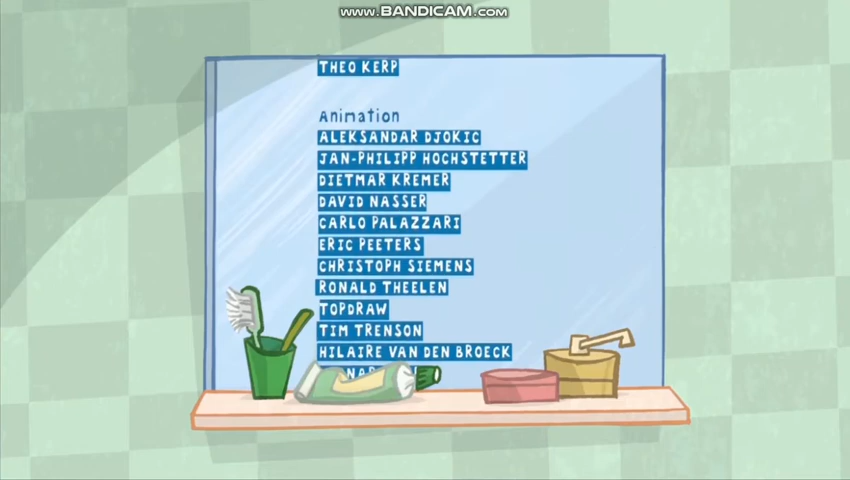 www.BANDICAM.com
THEO KERP
Animation
ALEKSANDAR DJOKIC
JAN-PHILIPP HOCHSTETTER
DIETMAR KREMER
DAVID NASSER
CARLO PALAZZARI
ERIC PEETERS
CHRISTOPH SIEMENS
RONALD THEELEN
TOPDRAW
TIM TRENSON
HILAIRE VAN DEN BROECK